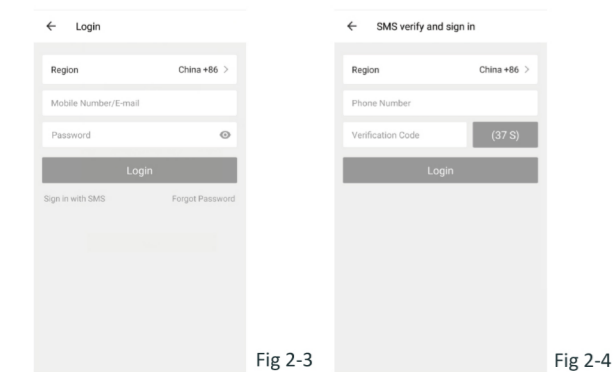 ← Login
Region China +86 >
Mobile Number/E-mail
Password
Login
Sign in with SMS Forgot Password
Fig 2-3
← SMS verify and sign in
Region China +86 >
Phone Number
Verification Code (37 S)
Login
Fig 2-4